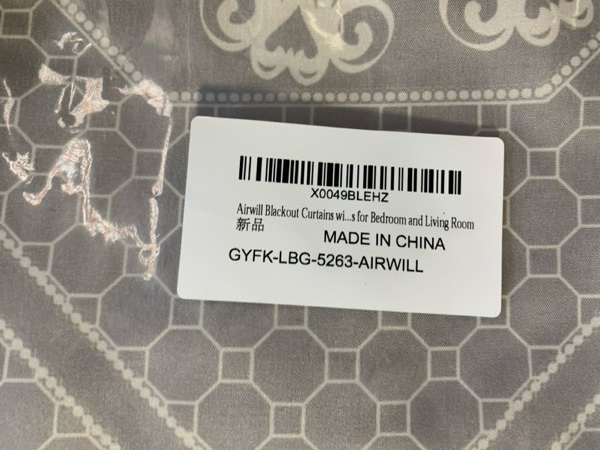 X0049BLEHZ
Airwill Blackout Curtains wi...s for Bedroom and Living Room
新品
MADE IN CHINA
GYFK-LBG-5263-AIRWILL